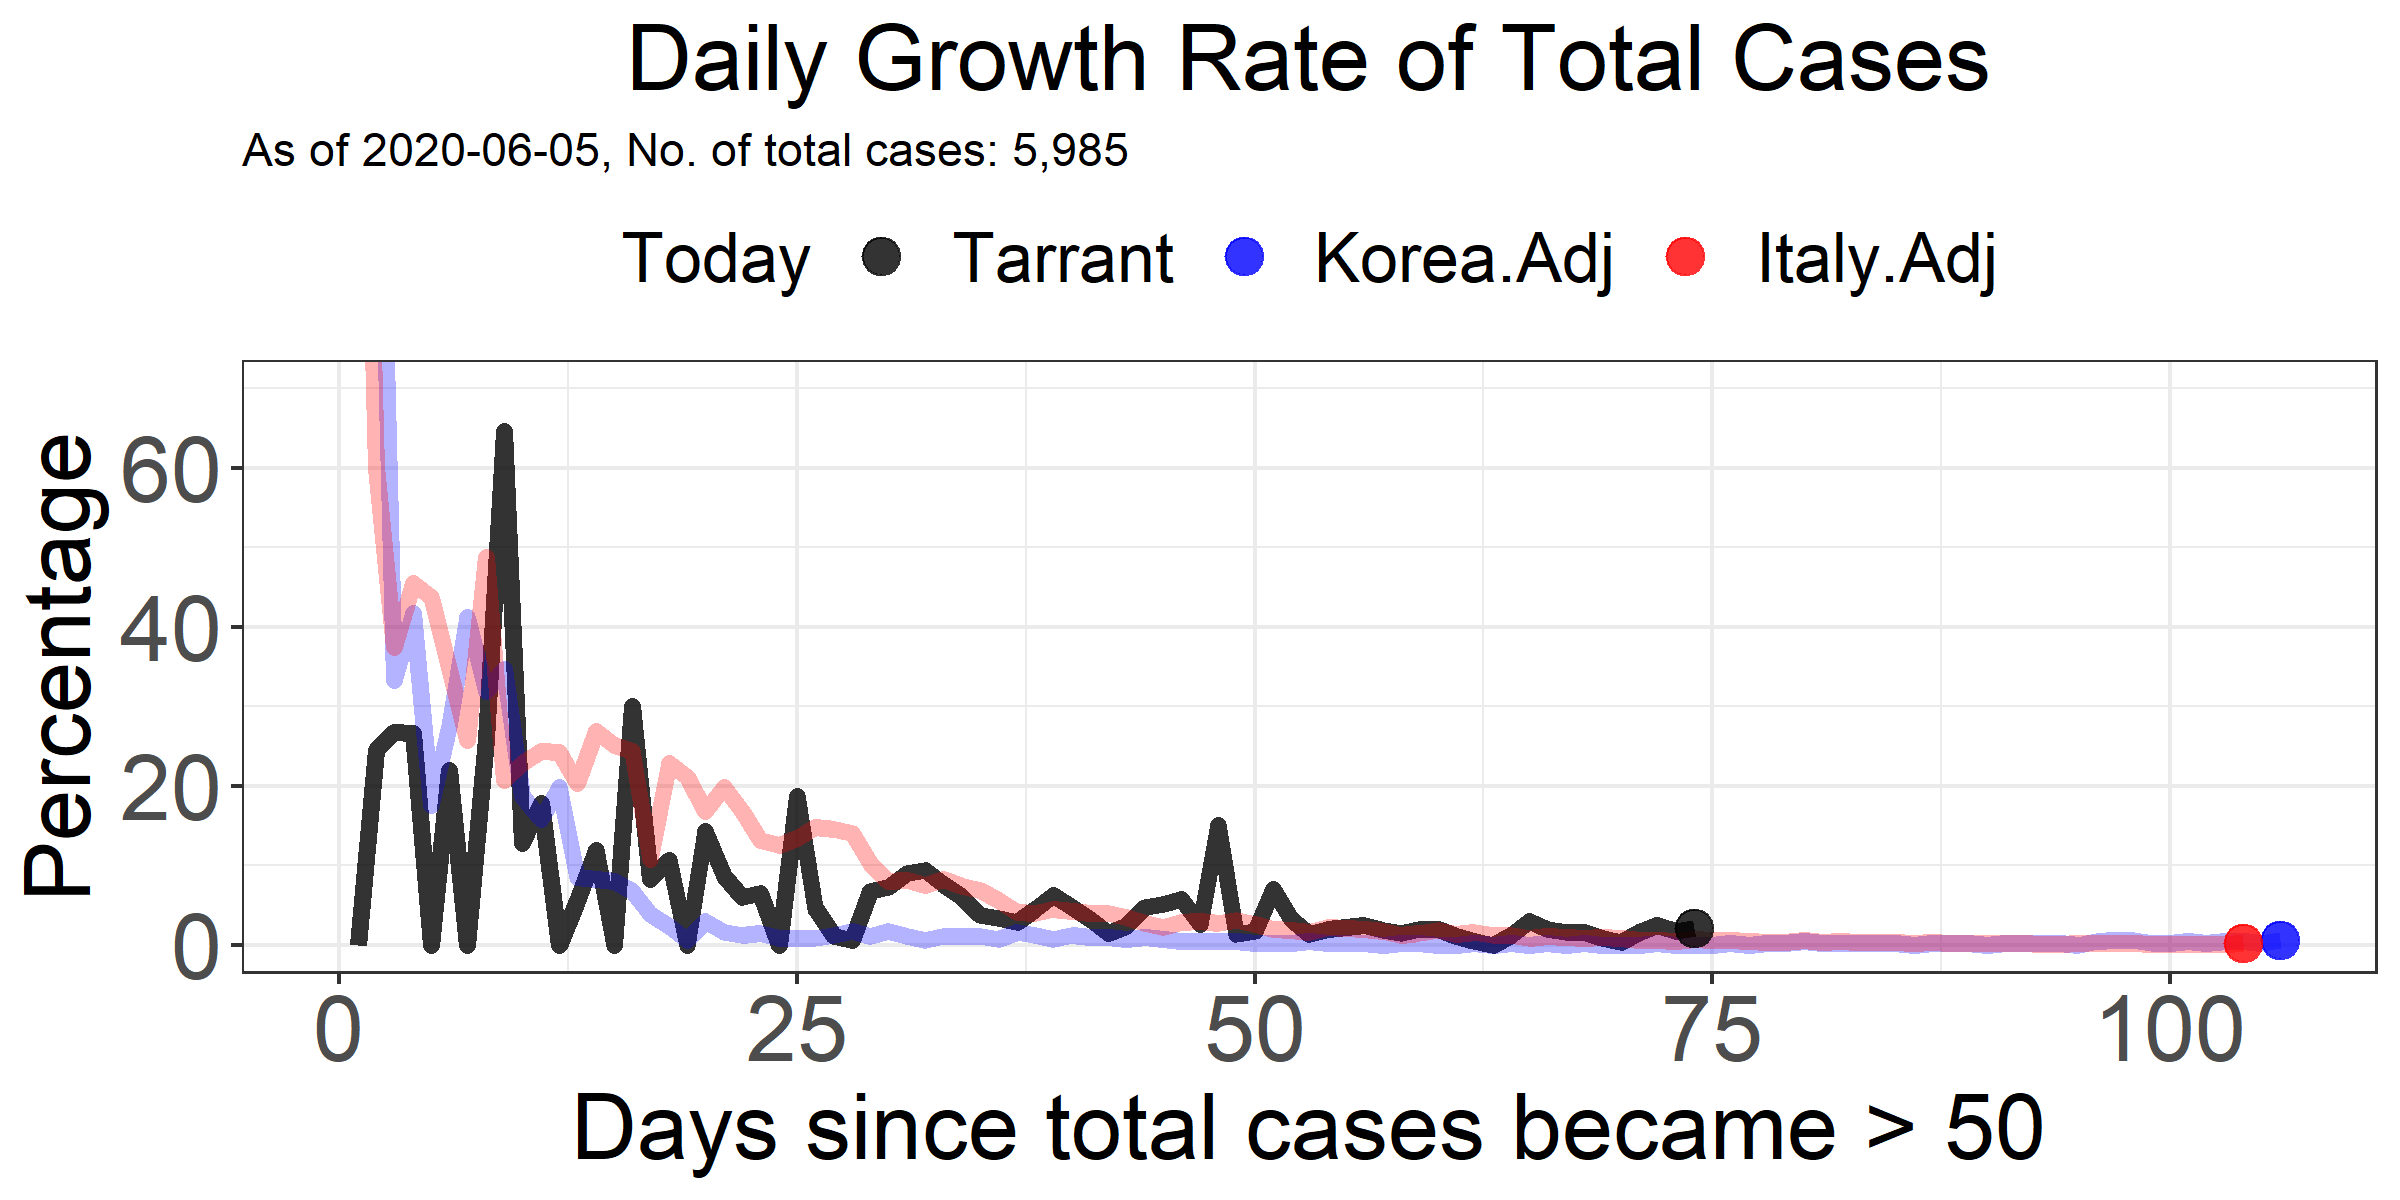 Daily Growth Rate of Total Cases
As of 2020-06-05, No. of total cases: 5,985
Today Tarrant Korea.Adj Italy.Adj
Percentage
60
40
20
0
0 25 50 75 100
Days since total cases became > 50